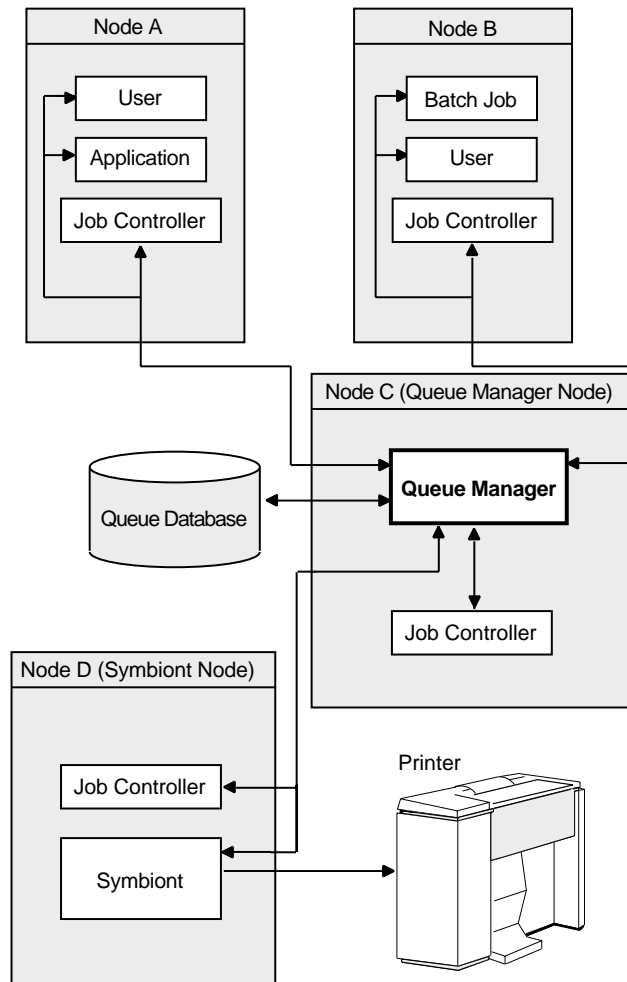 Node A
User
Application
Job Controller
Node B
Batch Job
User
Job Controller
Node C (Queue Manager Node)
Queue Manager
Job Controller
Queue Database
Node D (Symbiont Node)
Job Controller
Symbiont
Printer